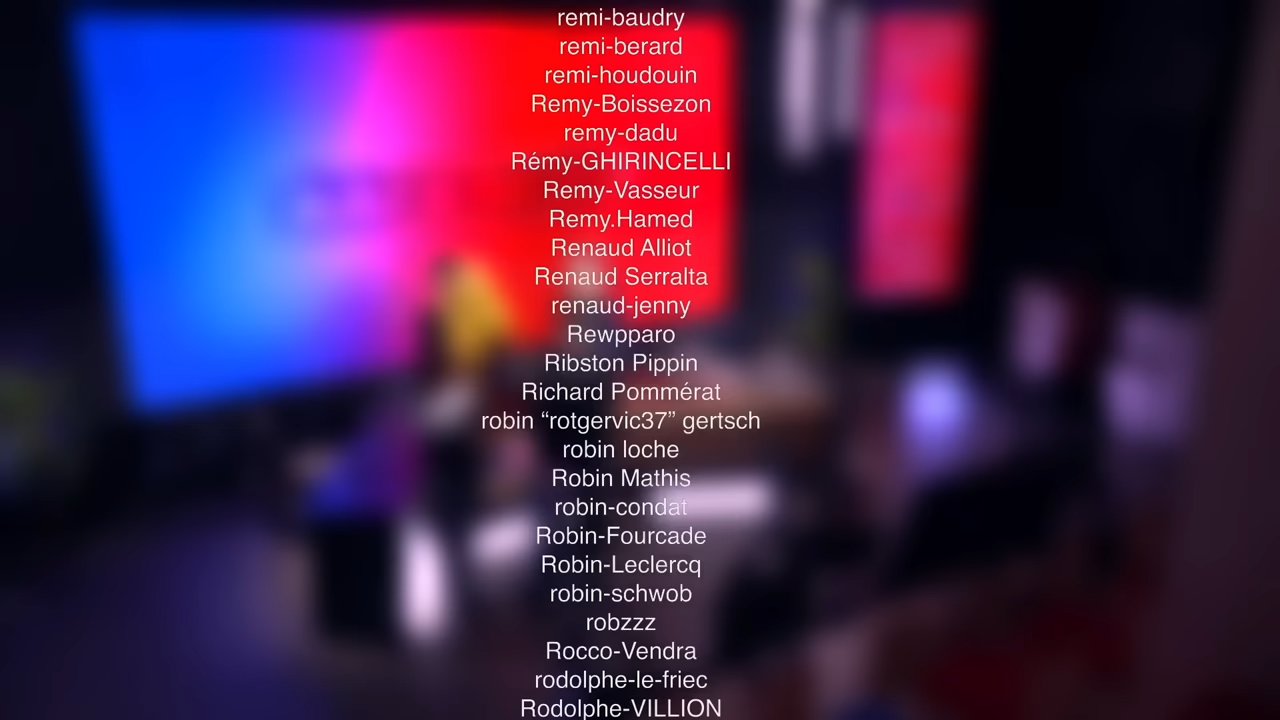 remi-baudry
remi-berard
remi-houdouin
Remy-Boissezon
remy-dadu
Rémy-GHIRINCELLI
Remy-Vasseur
Remy.Hamed
Renaud Alliot
Renaud Serralta
renaud-jenny
Rewpparo
Ribston Pippin
Richard Pommérat
robin “rotgervic37” gertsch
robin loche
Robin Mathis
robin-condat
Robin-Fourcade
Robin-Leclercq
robin-schwob
robzzz
Rocco-Vendra
rodolphe-le-friec
Rodolphe-VILLION